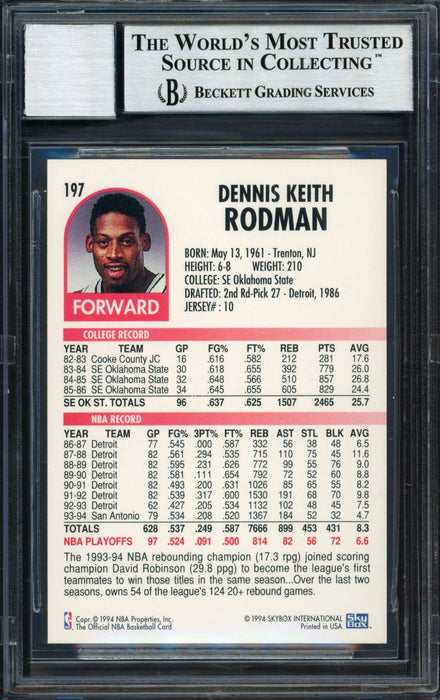 THE WORLD'S MOST TRUSTED
SOURCE IN COLLECTING™
B BECKETT GRADING SERVICES
197
DENNIS KEITH
RODMAN
BORN: May 13, 1961 - Trenton, NJ
HEIGHT: 6-8 WEIGHT: 210
COLLEGE: SE Oklahoma State
DRAFTED: 2nd Rd-Pick 27 - Detroit, 1986
JERSEY#: 10
FORWARD
COLLEGE RECORD
YEAR TEAM GP FG% FT% REB PTS AVG
82-83 Cooke County JC 16 .616 .582 212 281 17.6
83-84 SE Oklahoma State 30 .618 .655 392 779 26.0
84-85 SE Oklahoma State 32 .648 .566 510 857 26.8
85-86 SE Oklahoma State 34 .645 .655 605 829 24.4
SE OK ST. TOTALS 96 .637 .625 1507 2465 25.7
NBA RECORD
YEAR TEAM GP FG% 3PT% FT% REB AST STL BLK AVG
86-87 Detroit 77 .545 .000 .587 332 56 38 48 6.5
87-88 Detroit 82 .561 .294 .535 715 110 75 45 11.6
88-89 Detroit 82 .595 .231 .626 772 99 55 76 9.0
89-90 Detroit 82 .581 .111 .654 792 72 52 60 8.8
90-91 Detroit 82 .493 .200 .631 1026 85 65 55 8.2
91-92 Detroit 82 .539 .317 .600 1530 191 68 70 9.8
92-93 Detroit 62 .427 .205 .534 1132 102 48 45 7.5
93-94 San Antonio 79 .534 .208 .520 1367 184 52 32 4.7
TOTALS 628 .537 .249 .587 7666 899 453 431 8.3
NBA PLAYOFFS 97 .524 .091 .500 814 82 56 72 6.6
The 1993-94 NBA rebounding champion (17.3 rpg) joined scoring
champion David Robinson (29.8 ppg) to become the league's first
teammates to win those titles in the same season...Over the last two
seasons, owns 54 of the league's 124 20+ rebound games.
Copr. © 1994 NBA Properties, Inc. © 1994 SKYBOX INTERNATIONAL
The Official NBA Basketball Card Printed in USA
SkyBox